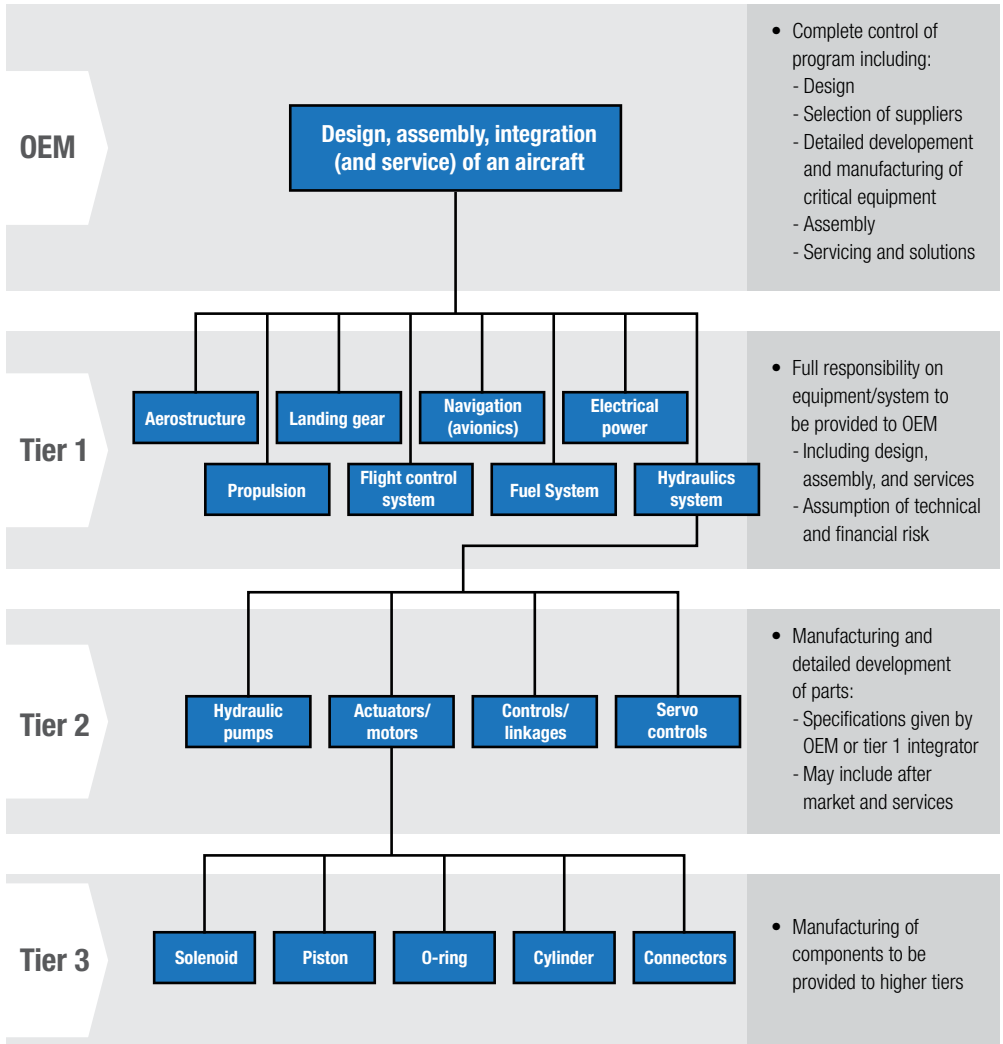 OEM
Design, assembly, integration
(and service) of an aircraft
• Complete control of
program including:
- Design
- Selection of suppliers
- Detailed developement
and manufacturing of
critical equipment
- Assembly
- Servicing and solutions
Tier 1
Aerostructure
Landing gear
Navigation
(avionics)
Electrical
power
Propulsion
Flight control
system
Fuel System
Hydraulics
system
• Full responsibility on
equipment/system to
be provided to OEM
- Including design,
assembly, and services
- Assumption of technical
and financial risk
Tier 2
Hydraulic
pumps
Actuators/
motors
Controls/
linkages
Servo
controls
• Manufacturing and
detailed development
of parts:
- Specifications given by
OEM or tier 1 integrator
- May include after
market and services
Tier 3
Solenoid
Piston
O-ring
Cylinder
Connectors
• Manufacturing of
components to be
provided to higher tiers